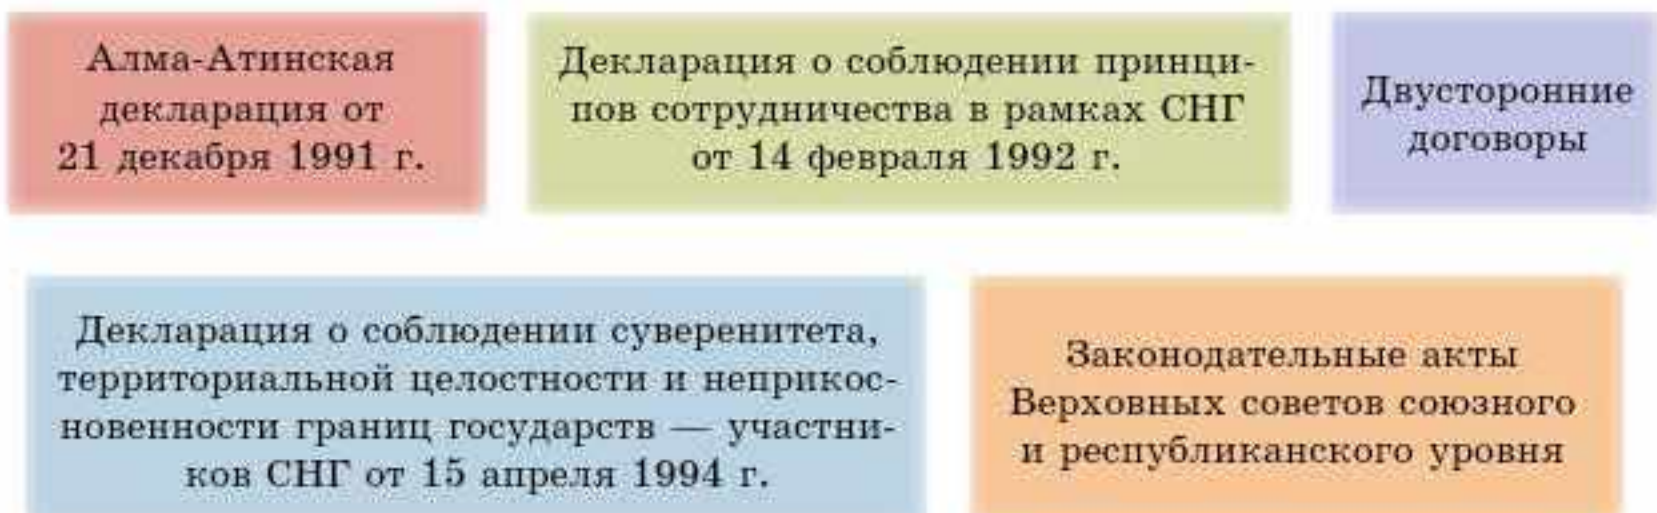 Алма-Атинская
декларация от
21 декабря 1991 г.
Декларация о соблюдении принци-
пов сотрудничества в рамках СНГ
от 14 февраля 1992 г.
Двусторонние
договоры
Декларация о соблюдении суверенитета,
территориальной целостности и неприкос-
новенности границ государств — участни-
ков СНГ от 15 апреля 1994 г.
Законодательные акты
Верховных советов союзного
и республиканского уровня